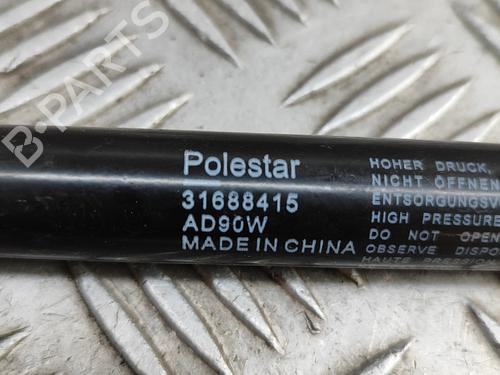 Polestar
31688415
AD90W
MADE IN CHINA
HOHER DRUCK,
NICHT ÖFFNEN
ENTSORGUNGSV
HIGH PRESSURE
DO NOT OPEN
OBSERVE DISPO
HAUTE
B-PARTS